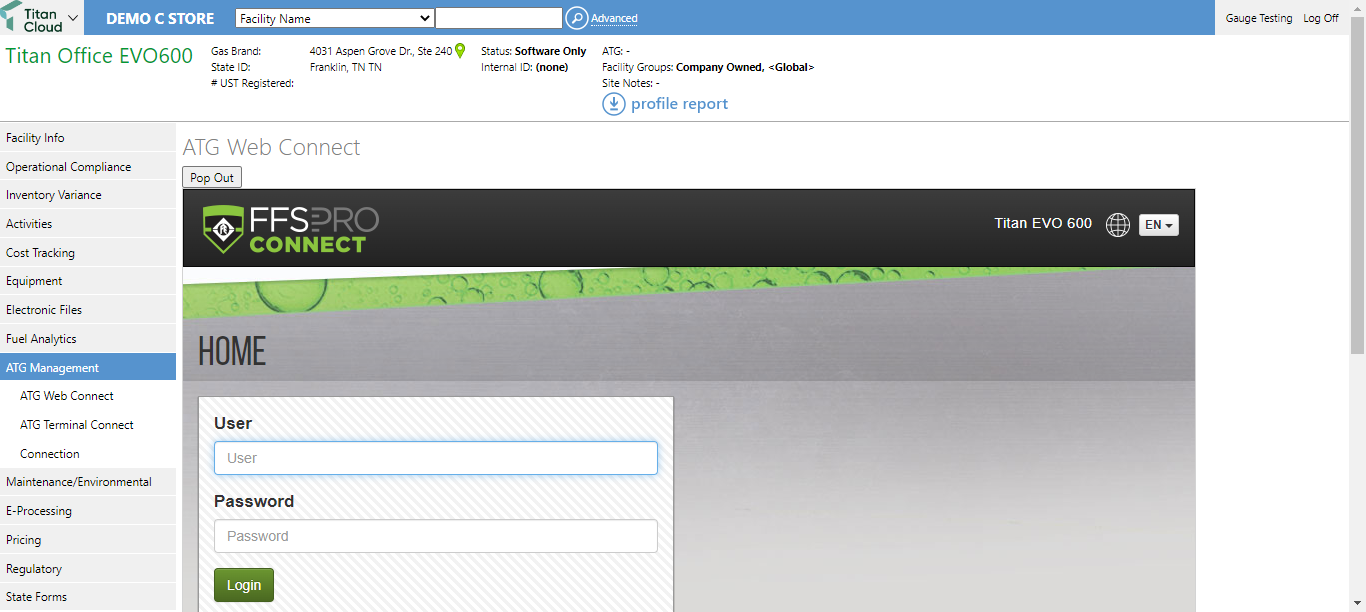 Titan Cloud
DEMO C STORE
Facility Name
Advanced
Gauge Testing Log Off
Titan Office EVO600
Gas Brand:
State ID:
# UST Registered:
4031 Aspen Grove Dr., Ste 240
Franklin, TN TN
Status: Software Only
Internal ID: (none)
ATG: -
Facility Groups: Company Owned, <Global>
Site Notes: -
profile report
Facility Info
Operational Compliance
Inventory Variance
Activities
Cost Tracking
Equipment
Electronic Files
Fuel Analytics
ATG Management
ATG Web Connect
ATG Terminal Connect
Connection
Maintenance/Environmental
E-Processing
Pricing
Regulatory
State Forms
ATG Web Connect
Pop Out
FFS PRO
CONNECT
Titan EVO 600
EN
HOME
User
User
Password
Password
Login